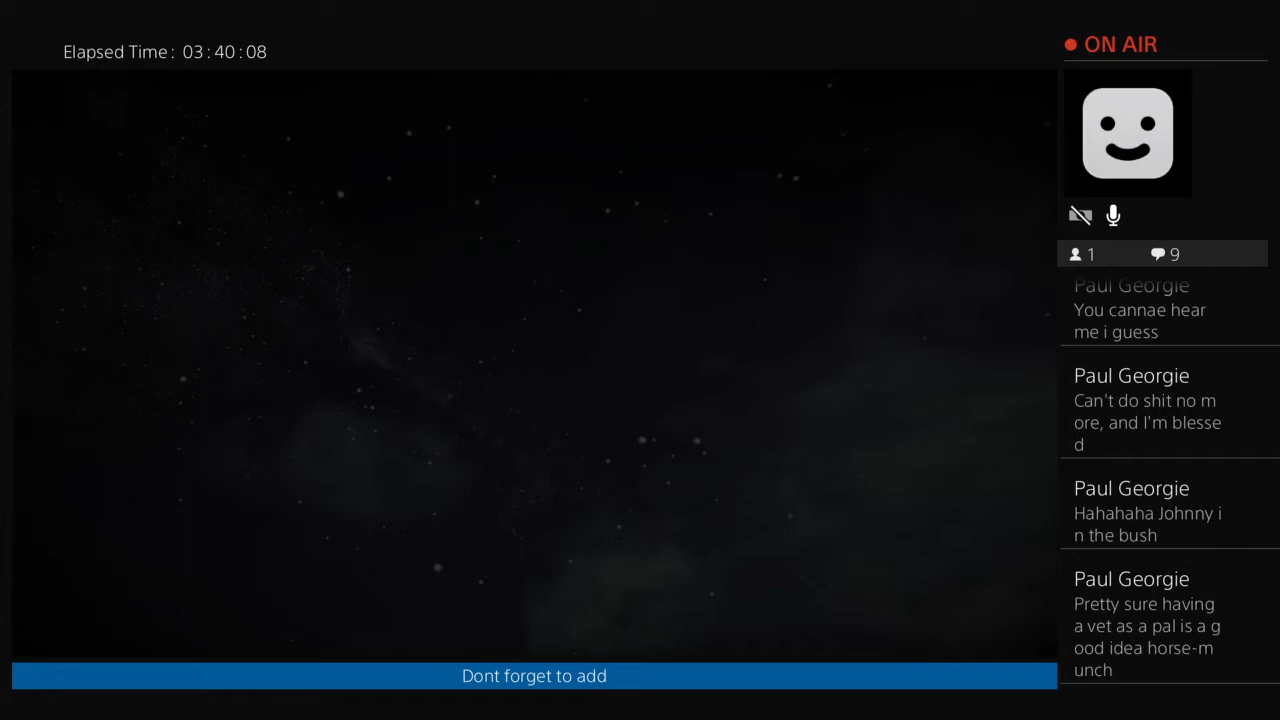 Elapsed Time: 03:40:08
ON AIR
1
9
Paul Georgie
You cannae hear
me i guess
Paul Georgie
Can't do shit no m
ore, and I'm blesse
d
Paul Georgie
Hahahaha Johnny i
n the bush
Paul Georgie
Pretty sure having
a vet as a pal is a g
ood idea horse-m
unch
Dont forget to add